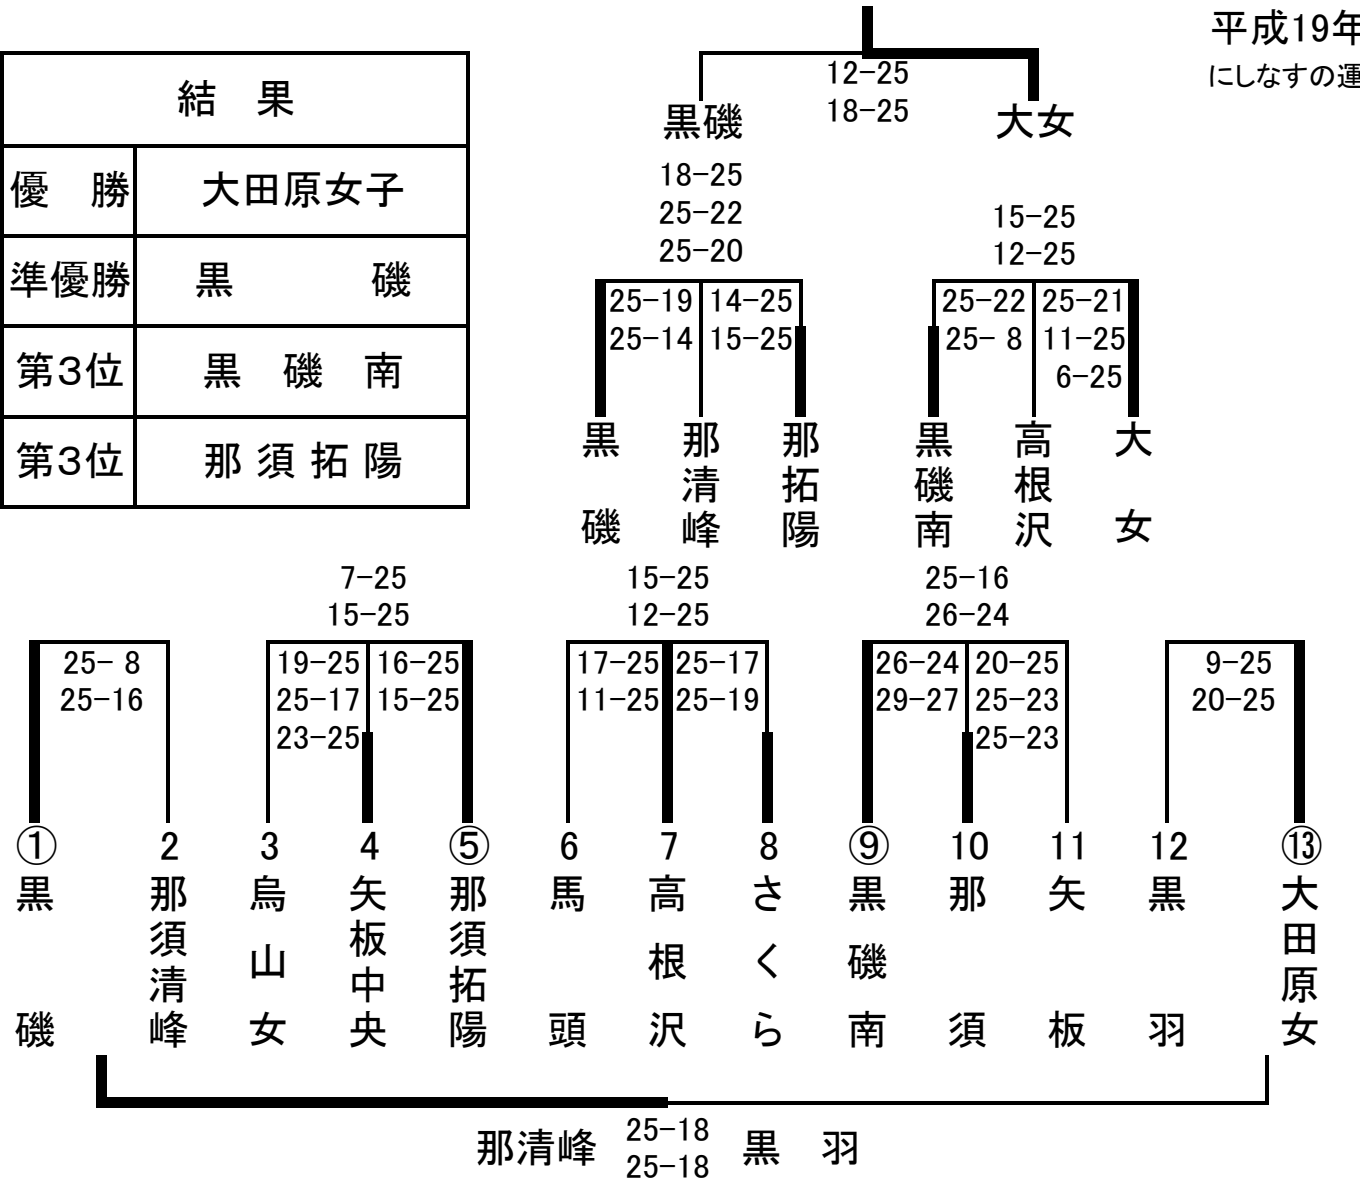 平成19年
にしなすの運
結　果
優　勝　大田原女子
準優勝　黒　磯
第3位　黒　磯　南
第3位　那 須 拓 陽
12−25
18−25
黒磯
大女
18−25
25−22
25−20
15−25
12−25
25−19 14−25
25−14 15−25
25−22 25−21
25− 8 11−25
6−25
黒磯
那清峰
那拓陽
黒磯南
高根沢
大女
7−25
15−25
15−25
12−25
25−16
26−24
25− 8
25−16
19−25 16−25
25−17 15−25
23−25
17−25 25−17
11−25 25−19
26−24 20−25
29−27 25−23
25−23
9−25
20−25
① 2 3 4 ⑤ 6 7 8 ⑨ 10 11 12 ⑬
黒磯
那須清峰
烏山女
矢板中央
那須拓陽
馬頭
高根沢
さくら
黒磯南
那須
矢板
黒羽
大田原女
那清峰
25−18
25−18
黒　羽